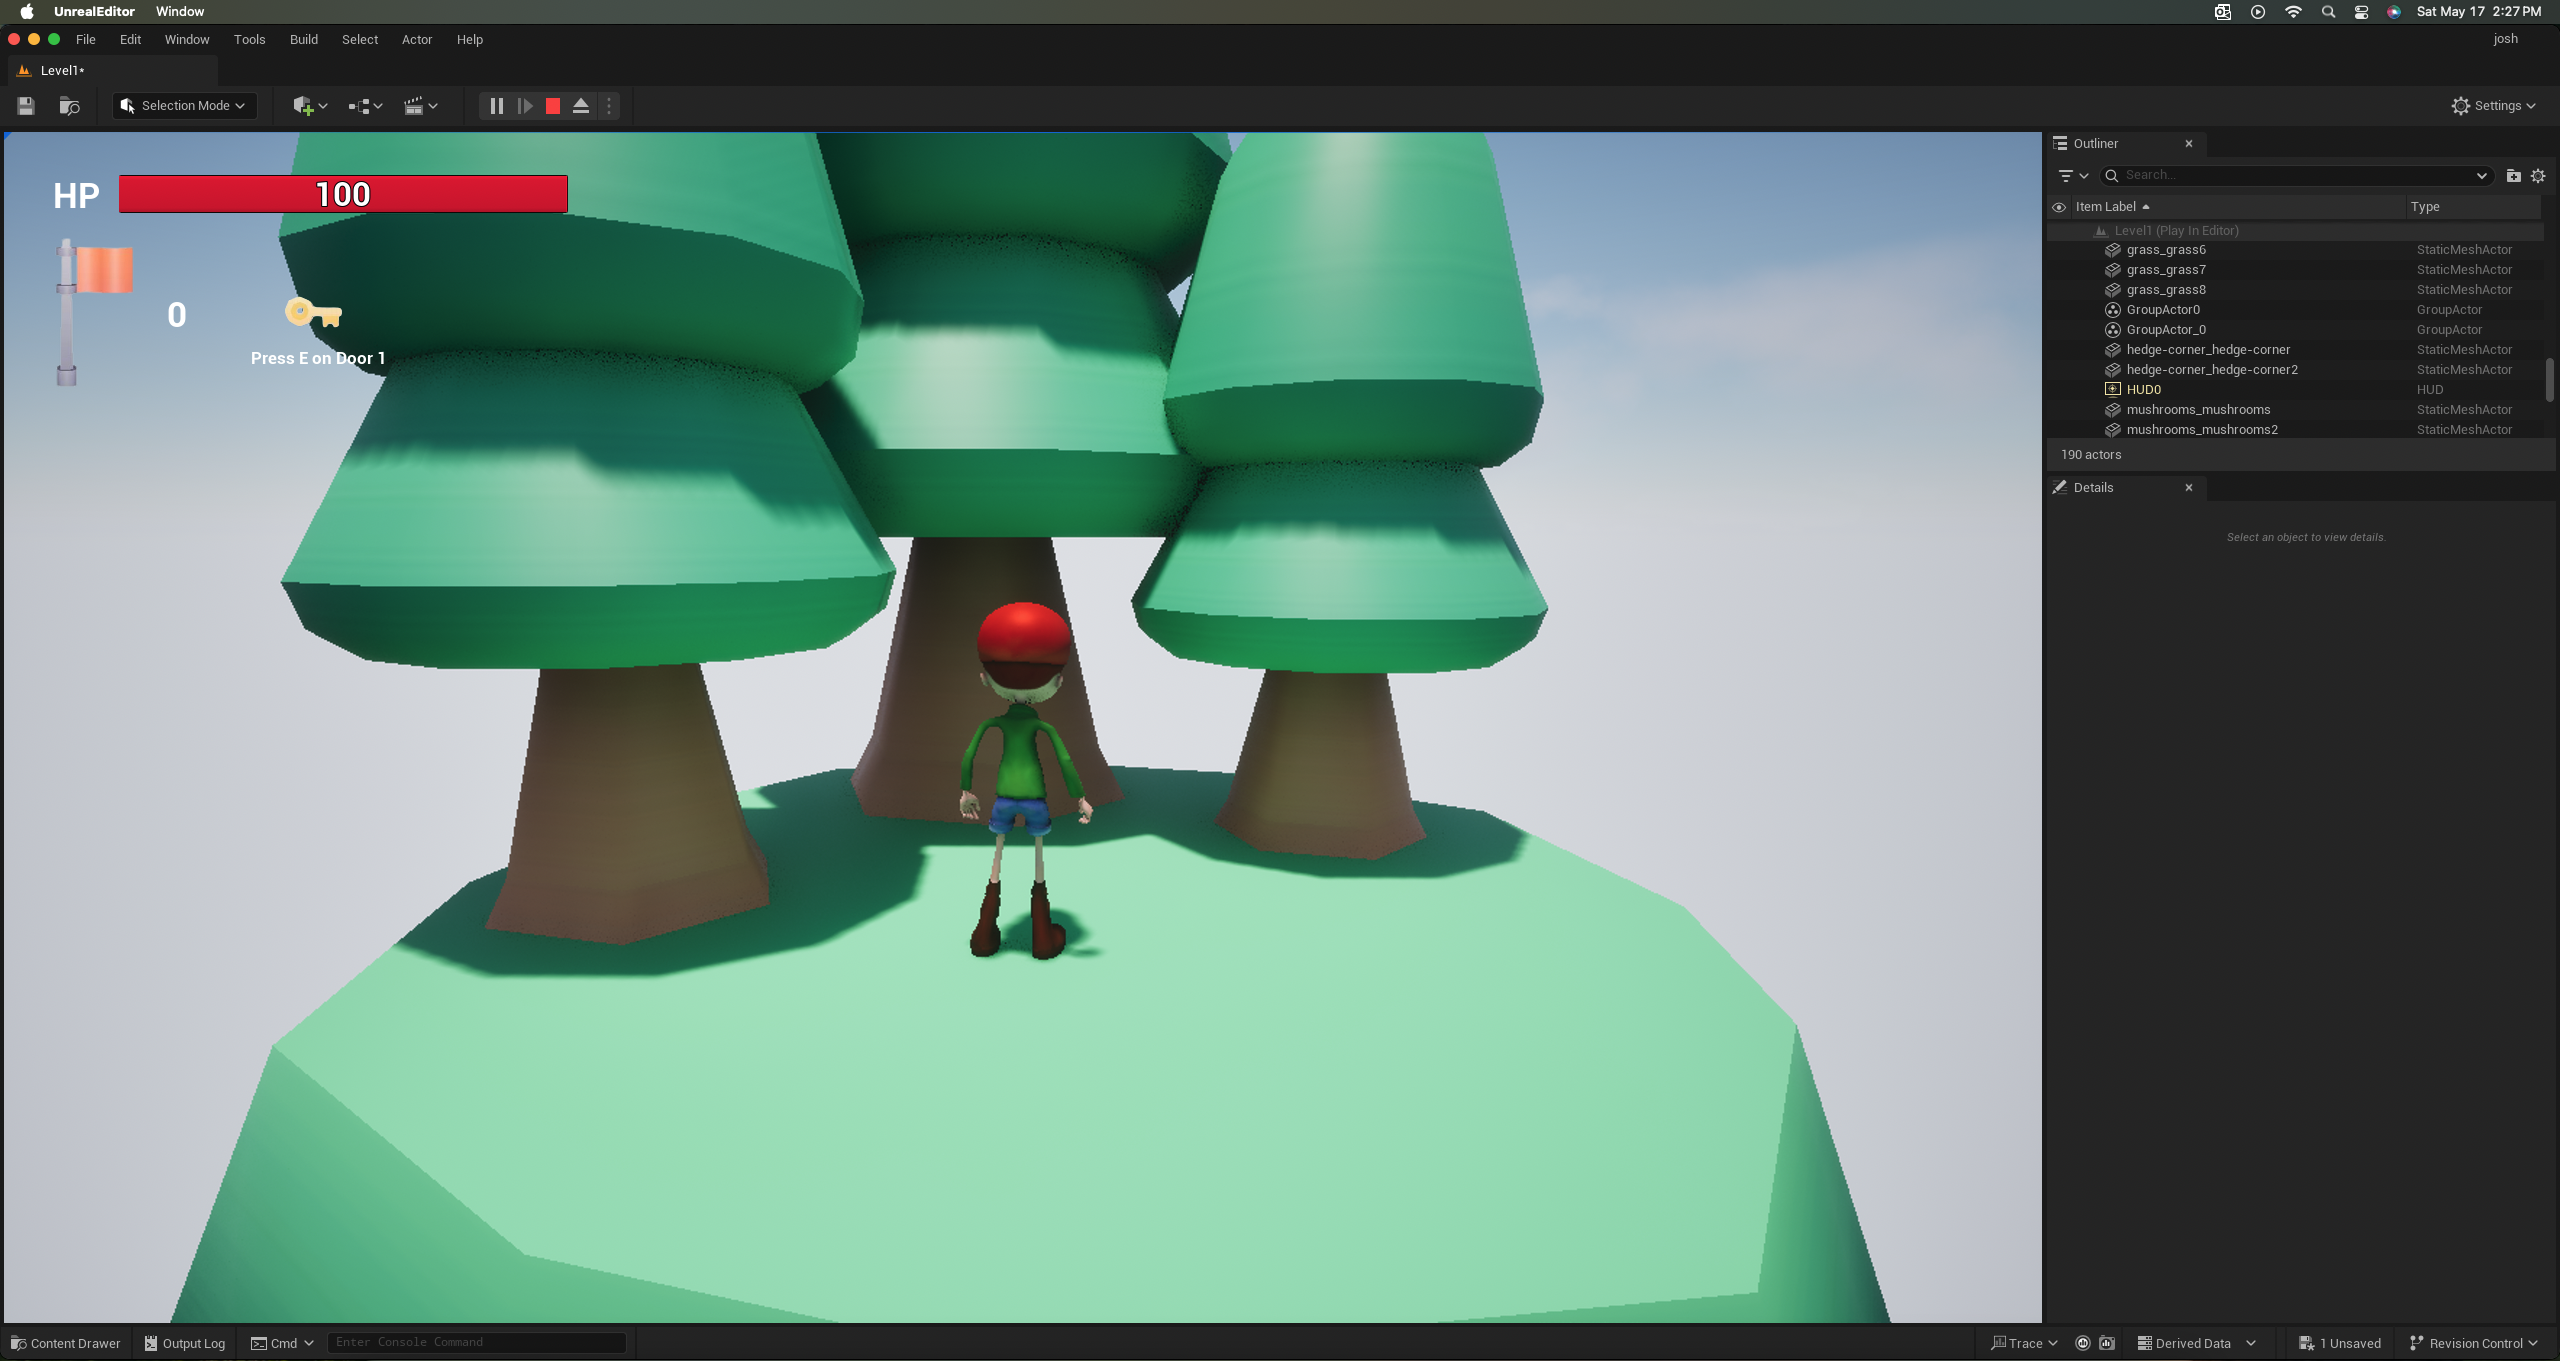 UnrealEditor Window Sat May 17 2:27 PM
File Edit Window Tools Build Select Actor Help josh
Level1*
Selection Mode Settings
Outliner
Search...
Item Label Type
Level1 (Play In Editor)
grass_grass6 StaticMeshActor
grass_grass7 StaticMeshActor
grass_grass8 StaticMeshActor
GroupActor0 GroupActor
GroupActor_0 GroupActor
hedge-corner_hedge-corner StaticMeshActor
hedge-corner_hedge-corner2 StaticMeshActor
HUD0 HUD
mushrooms_mushrooms StaticMeshActor
mushrooms_mushrooms2 StaticMeshActor
190 actors
Details
Select an object to view details.
HP 100
0
Press E on Door 1
Content Drawer Output Log Cmd Enter Console Command Trace Derived Data 1 Unsaved Revision Control